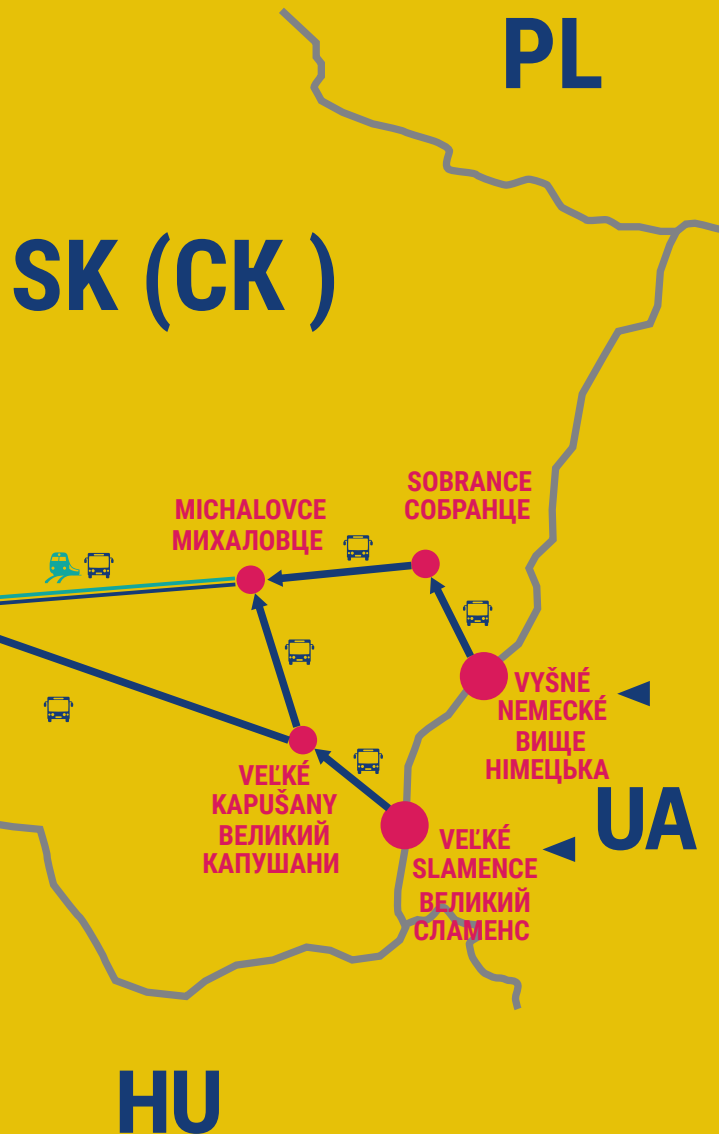 PL
SK (CK )
SOBRANCE
СОБРАНЦЕ
MICHALOVCE
МИХАЛОВЦЕ
VYŠNÉ
NEMECKÉ
ВИЩЕ
НІМЕЦЬКА
VEĽKÉ
KAPUŠANY
ВЕЛИКИЙ
КАПУШАНИ
UA
VEĽKÉ
SLAMENCE
ВЕЛИКИЙ
СЛАМЕНС
HU